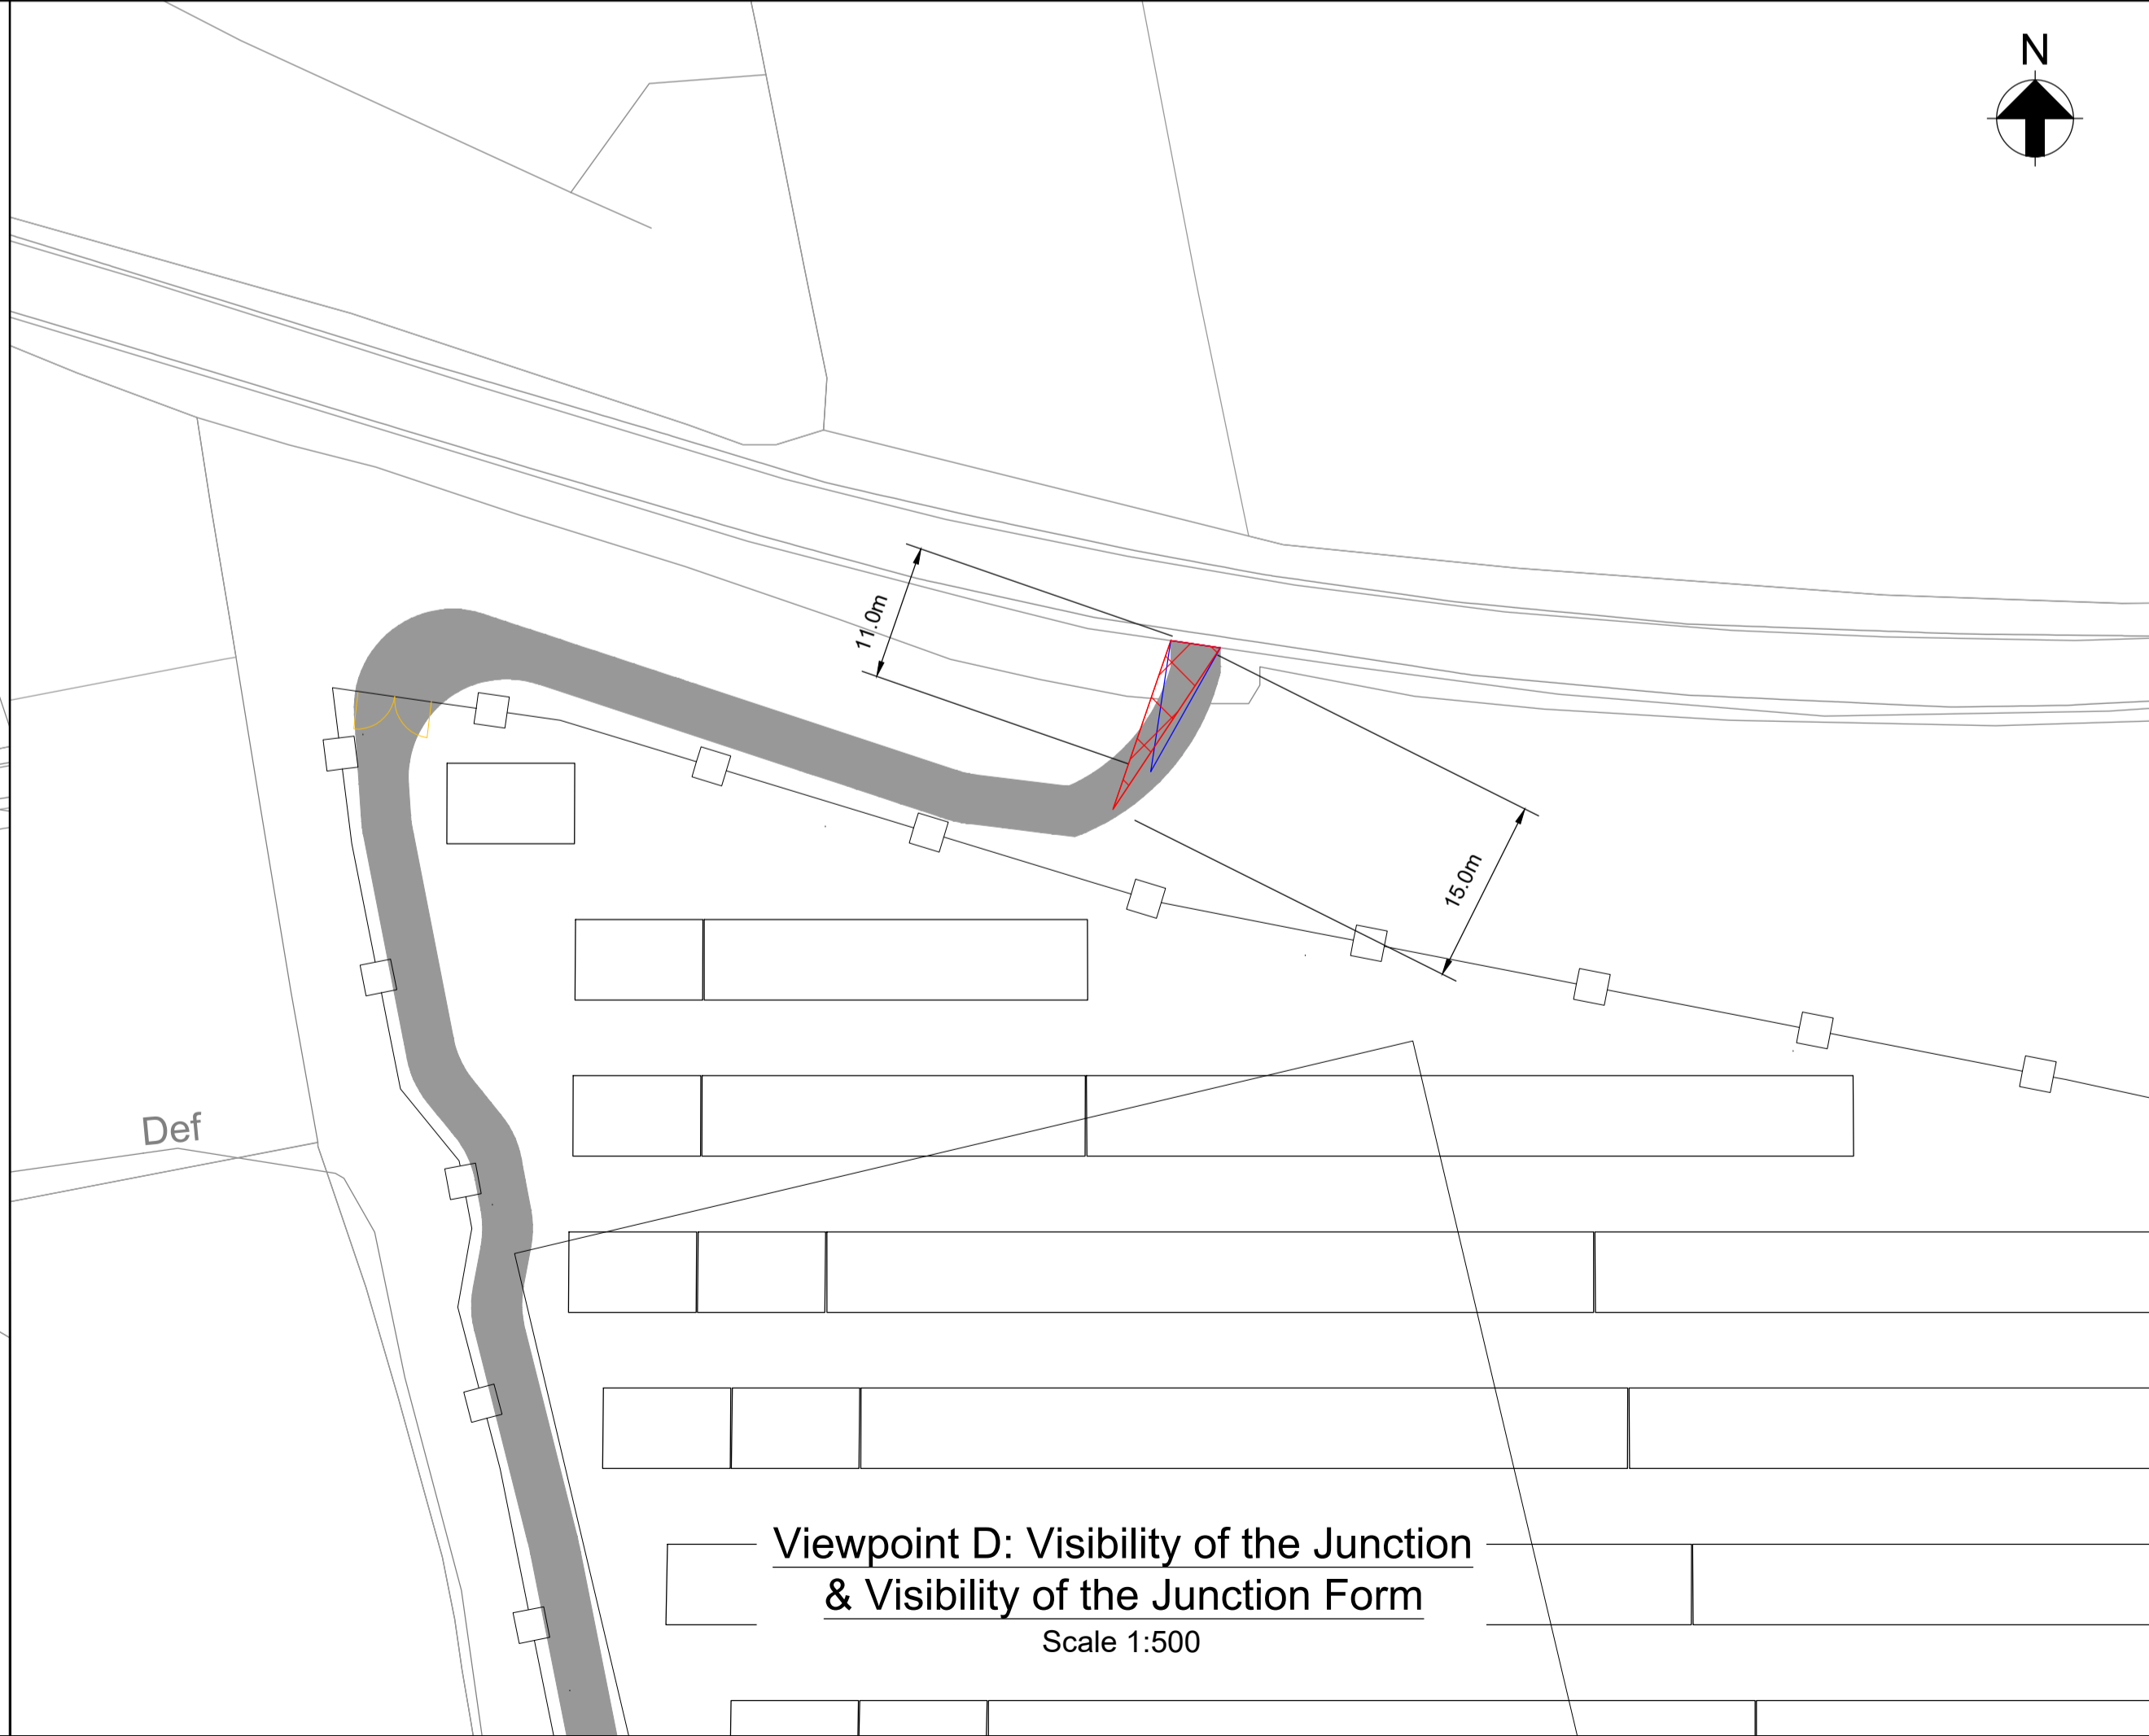 N
11.0m
15.0m
Def
Viewpoint D: Visibility of the Junction
& Visibility of the Junction Form
Scale 1:500